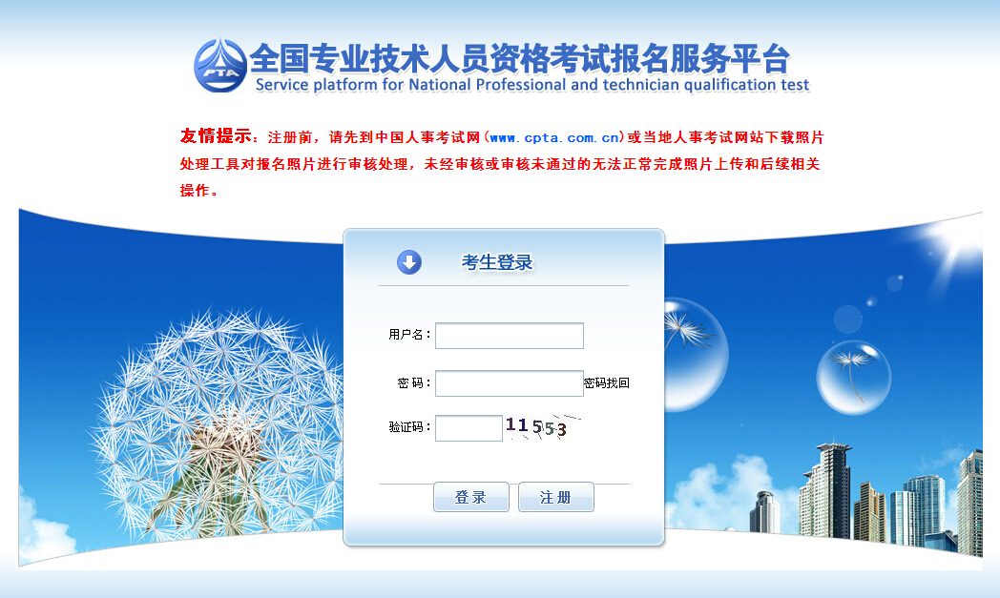 PTA
全国专业技术人员资格考试报名服务平台
Service platform for National Professional and technician qualification test
友情提示：注册前，请先到中国人事考试网(www.cpta.com.cn)或当地人事考试网站下载照片
处理工具对报名照片进行审核处理，未经审核或审核未通过的无法正常完成照片上传和后续相关
操作。
考生登录
用户名：
密 码： 密码找回
验证码： 11553
登 录 注 册